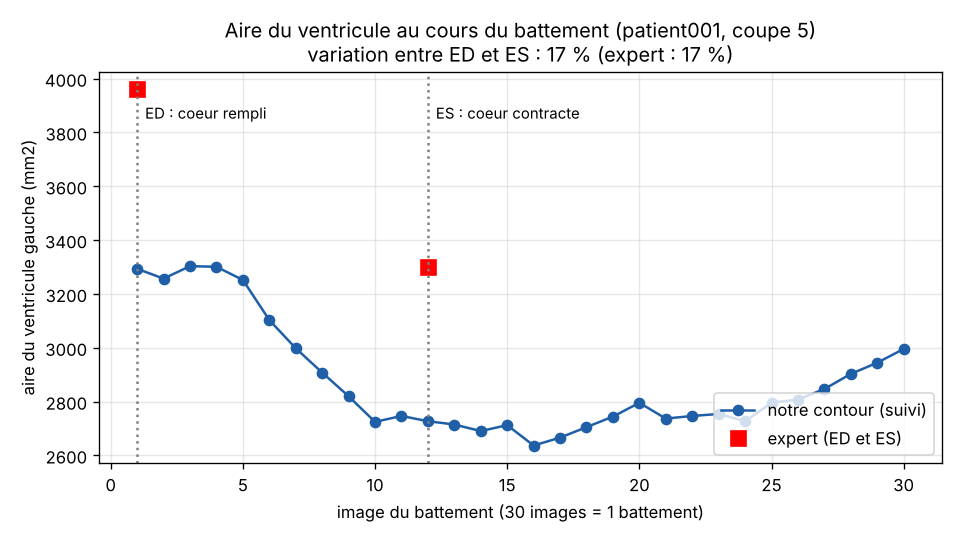 Aire du ventricule au cours du battement (patient001, coupe 5)
variation entre ED et ES : 17 % (expert : 17 %)
aire du ventricule gauche (mm2)
4000
3800
3600
3400
3200
3000
2800
2600
ED : coeur rempli
ES : coeur contracte
notre contour (suivi)
expert (ED et ES)
0 5 10 15 20 25 30
image du battement (30 images = 1 battement)